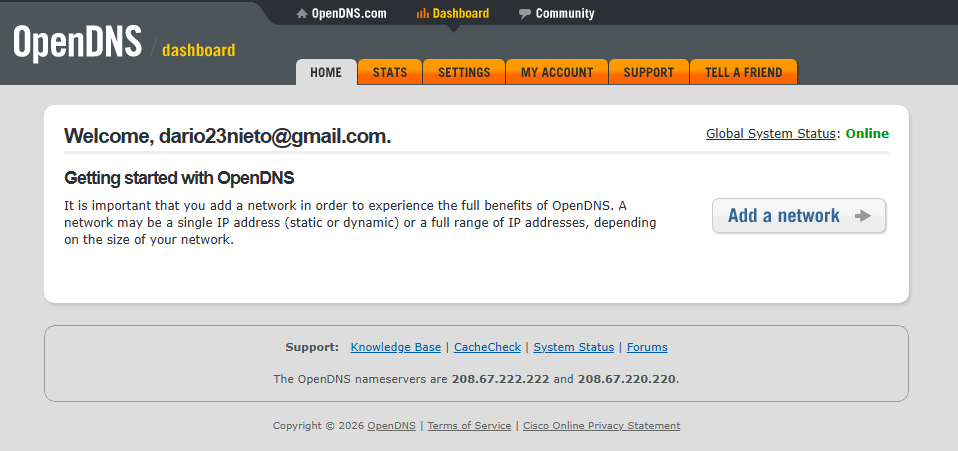 OpenDNS.com Dashboard Community
OpenDNS / dashboard
HOME STATS SETTINGS MY ACCOUNT SUPPORT TELL A FRIEND
Welcome, dario23nieto@gmail.com.
Global System Status: Online
Getting started with OpenDNS
It is important that you add a network in order to experience the full benefits of OpenDNS. A
network may be a single IP address (static or dynamic) or a full range of IP addresses, depending
on the size of your network.
Add a network
Support: Knowledge Base | CacheCheck | System Status | Forums
The OpenDNS nameservers are 208.67.222.222 and 208.67.220.220.
Copyright © 2026 OpenDNS | Terms of Service | Cisco Online Privacy Statement